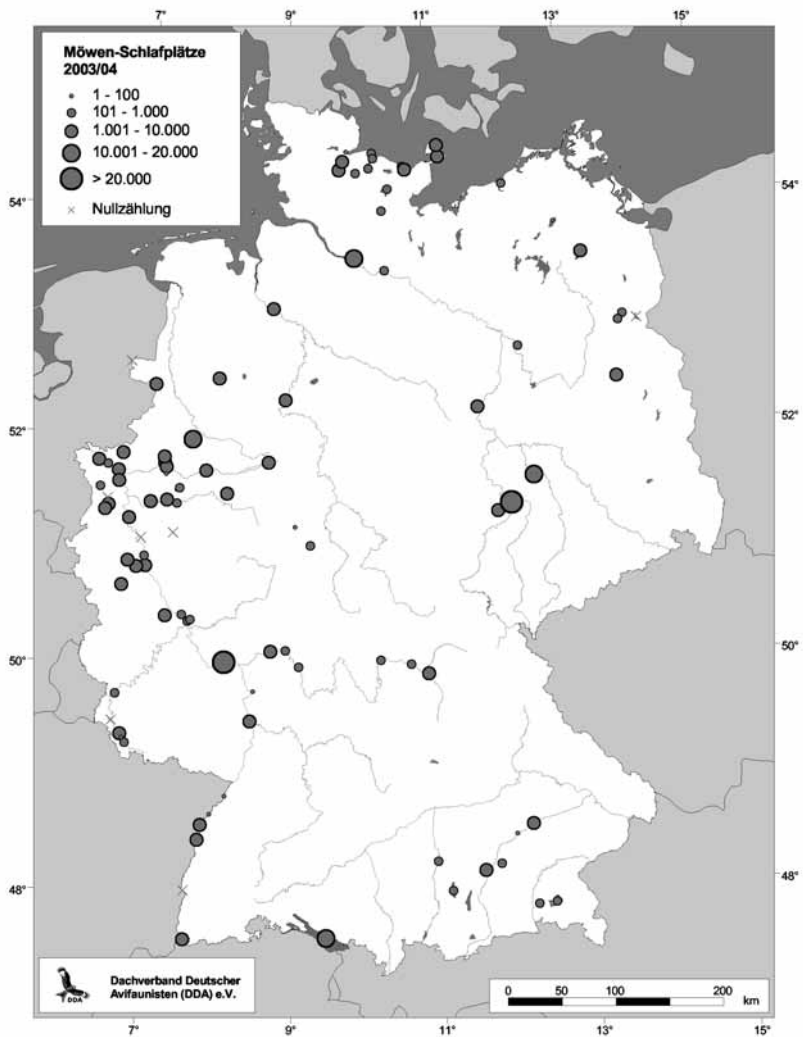 7° 9° 11° 13° 15°
Möwen-Schlafplätze
2003/04
1 - 100
101 - 1.000
1.001 - 10.000
10.001 - 20.000
> 20.000
Nullzählung
54° 54°
52° 52°
50° 50°
48° 48°
DDA
Dachverband Deutscher
Avifaunisten (DDA) e.V.
0 50 100 200
km
7° 9° 11° 13° 15°